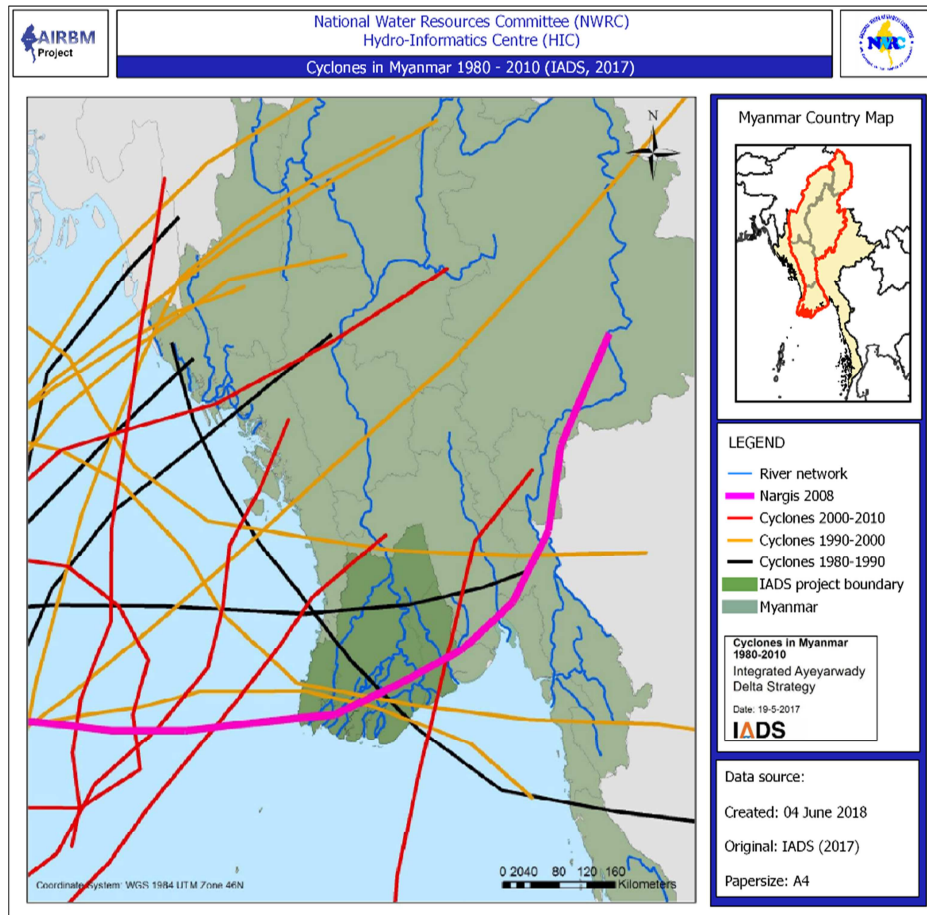 AIRBM
Project
National Water Resources Committee (NWRC)
Hydro-Informatics Centre (HIC)
Cyclones in Myanmar 1980 - 2010 (IADS, 2017)
NWRC
N
Coordinate System: WGS 1984 UTM Zone 46N
0 2040 80 120 160
Kilometers
Myanmar Country Map
LEGEND
River network
Nargis 2008
Cyclones 2000-2010
Cyclones 1990-2000
Cyclones 1980-1990
IADS project boundary
Myanmar
Cyclones in Myanmar
1980-2010
Integrated Ayeyarwady
Delta Strategy
Date: 19-5-2017
IADS
Data source:
Created: 04 June 2018
Original: IADS (2017)
Papersize: A4